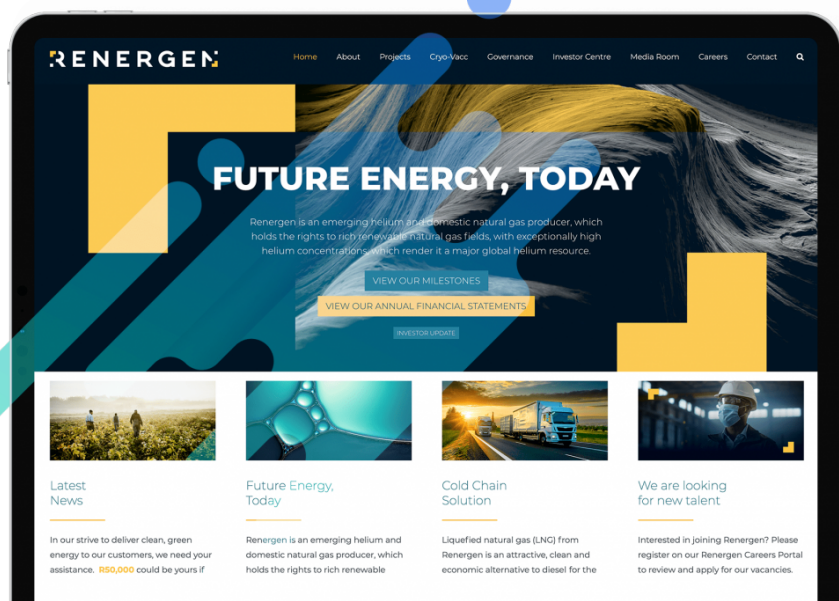 RENERGEN
Home About Projects Cryo-Vacc Governance Investor Centre Media Room Careers Contact
FUTURE ENERGY, TODAY
Renergen is an emerging helium and domestic natural gas producer, which
holds the rights to rich renewable natural gas fields, with exceptionally high
helium concentrations, which render it a major global helium resource.
VIEW OUR MILESTONES
VIEW OUR ANNUAL FINANCIAL STATEMENTS
INVESTOR UPDATE
Latest
News
In our strive to deliver clean, green
energy to our customers, we need your
assistance. R50,000 could be yours if
Future Energy,
Today
Renergen is an emerging helium and
domestic natural gas producer, which
holds the rights to rich renewable
Cold Chain
Solution
Liquefied natural gas (LNG) from
Renergen is an attractive, clean and
economic alternative to diesel for the
We are looking
for new talent
Interested in joining Renergen? Please
register on our Renergen Careers Portal
to review and apply for our vacancies.